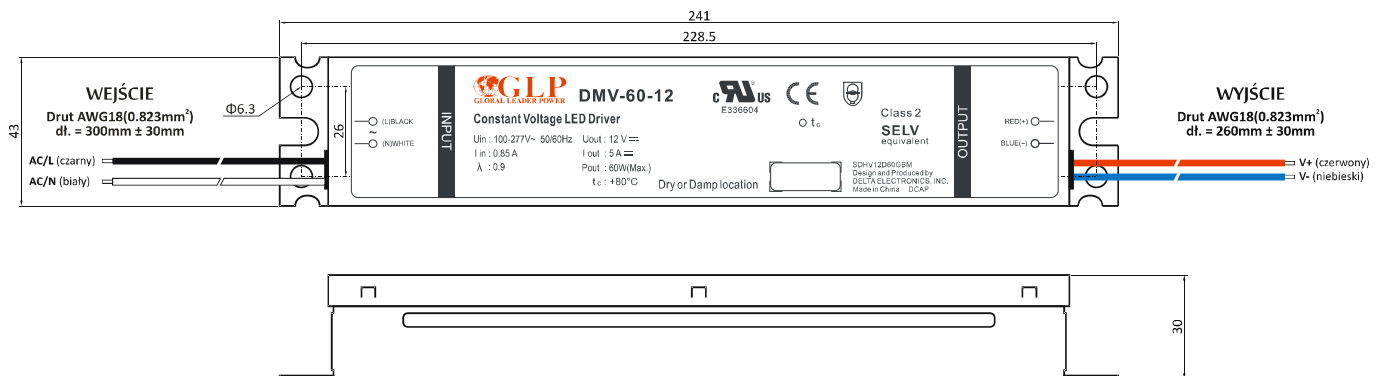 241
228.5
WEJŚCIE
Drut AWG18(0.823mm²)
dł. = 300mm ± 30mm
43
Φ6.3
26
AC/L (czarny)
AC/N (biały)
(L)BLACK
~
(N)WHITE
INPUT
GLP
GLOBAL LEADER POWER
DMV-60-12
Constant Voltage LED Driver
Uin : 100-277V~ 50/60Hz
I in : 0.85 A
λ : 0.9
Uout : 12 V
I out : 5 A
Pout : 60W(Max.)
tc : +80°C
c RU US
E336604
CE
tc
Dry or Damp location
Class 2
SELV
equivalent
SDHV12D60GBM
Design and Produced by
DELTA ELECTRONICS, INC.
Made in China DCAP
OUTPUT
RED(+)
BLUE(−)
WYJŚCIE
Drut AWG18(0.823mm²)
dł. = 260mm ± 30mm
V+ (czerwony)
V- (niebieski)
30